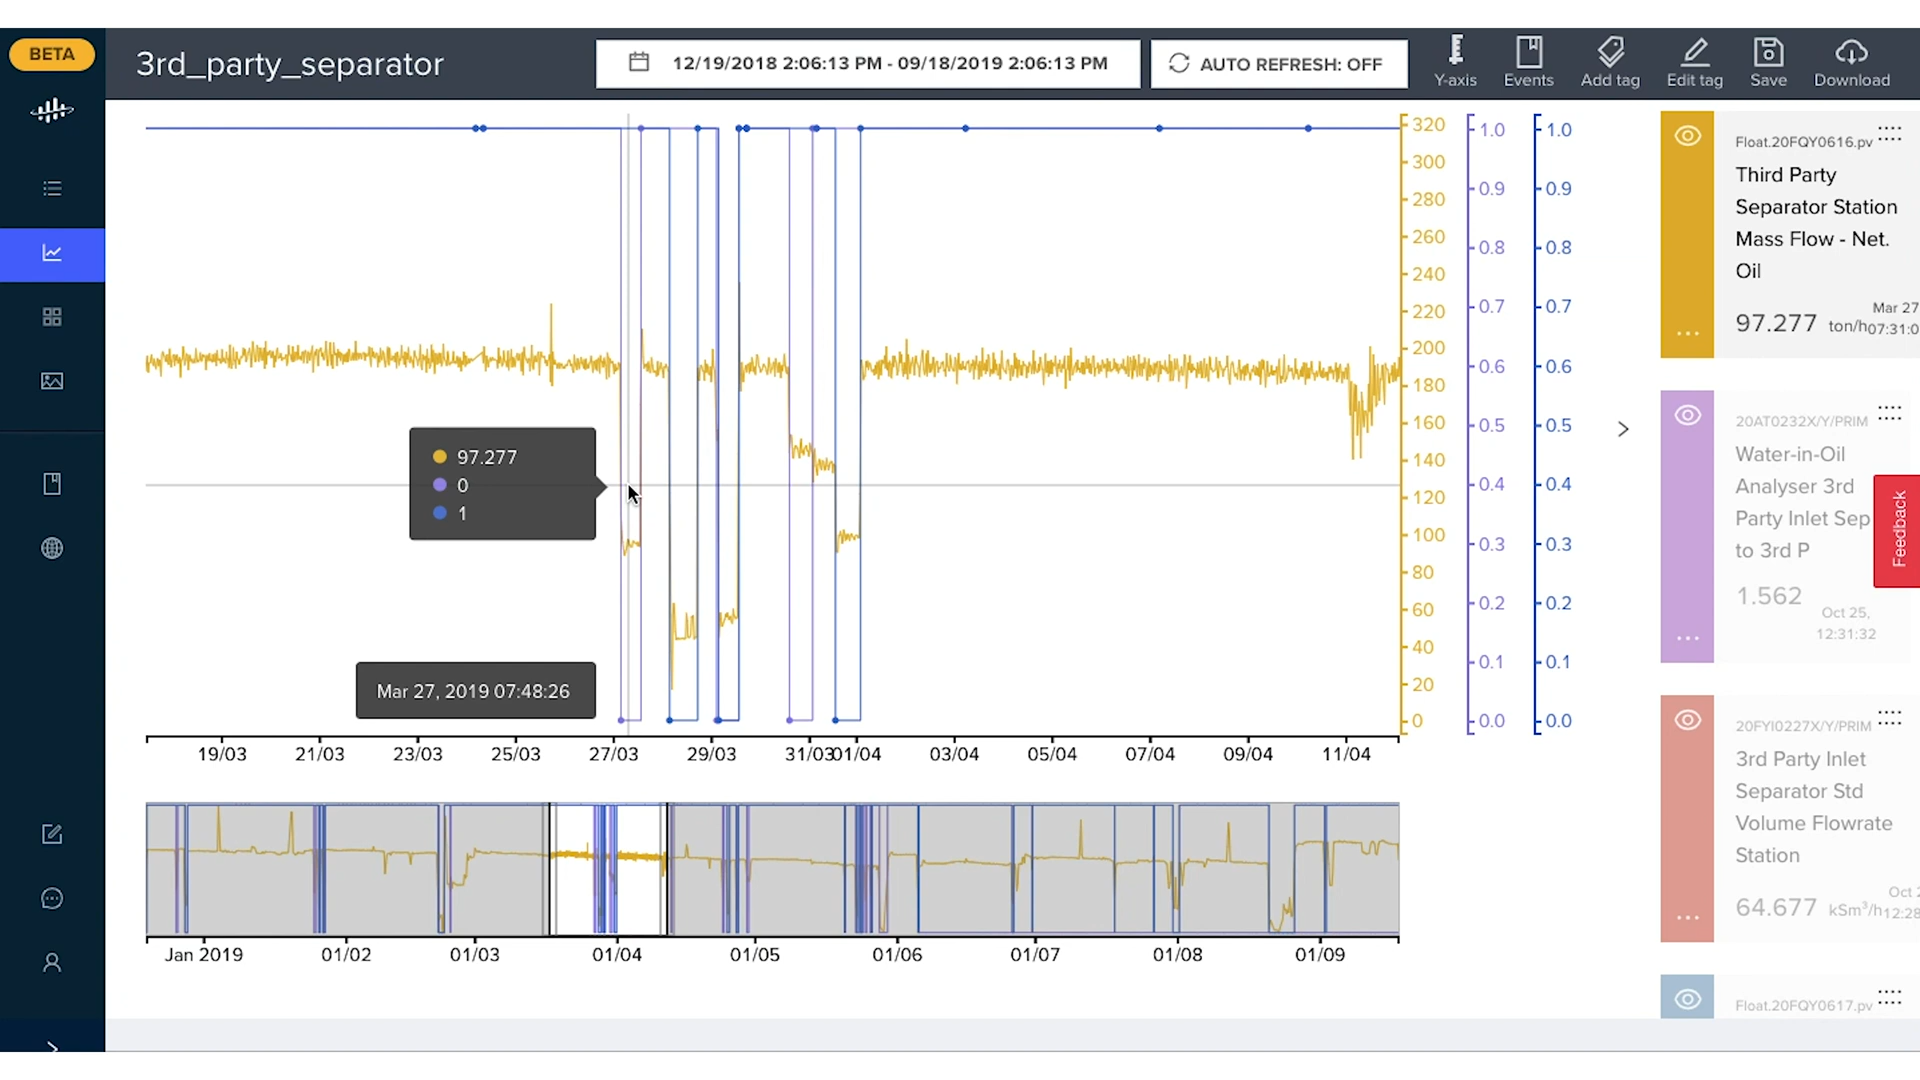 BETA
3rd_party_separator
12/19/2018 2:06:13 PM - 09/18/2019 2:06:13 PM
AUTO REFRESH: OFF
Y-axis
Events
Add tag
Edit tag
Save
Download
320
300
280
260
240
220
200
180
160
140
120
100
80
60
40
20
0
1.0
0.9
0.8
0.7
0.6
0.5
0.4
0.3
0.2
0.1
0.0
1.0
0.9
0.8
0.7
0.6
0.5
0.4
0.3
0.2
0.1
0.0
97.277
0
1
Mar 27, 2019 07:48:26
19/03
21/03
23/03
25/03
27/03
29/03
31/03
01/04
03/04
05/04
07/04
09/04
11/04
Jan 2019
01/02
01/03
01/04
01/05
01/06
01/07
01/08
01/09
Float.20FQY0616.pv
Third Party
Separator Station
Mass Flow - Net.
Oil
97.277 ton/h
Mar 27
07:31:0
20AT0232X/Y/PRIM
Water-in-Oil
Analyser 3rd
Party Inlet Sep
to 3rd P
1.562
Oct 25,
12:31:32
Feedback
20FYI0227X/Y/PRIM
3rd Party Inlet
Separator Std
Volume Flowrate
Station
64.677 kSm³/h
Oct 2
12:28
Float.20FQY0617.pv